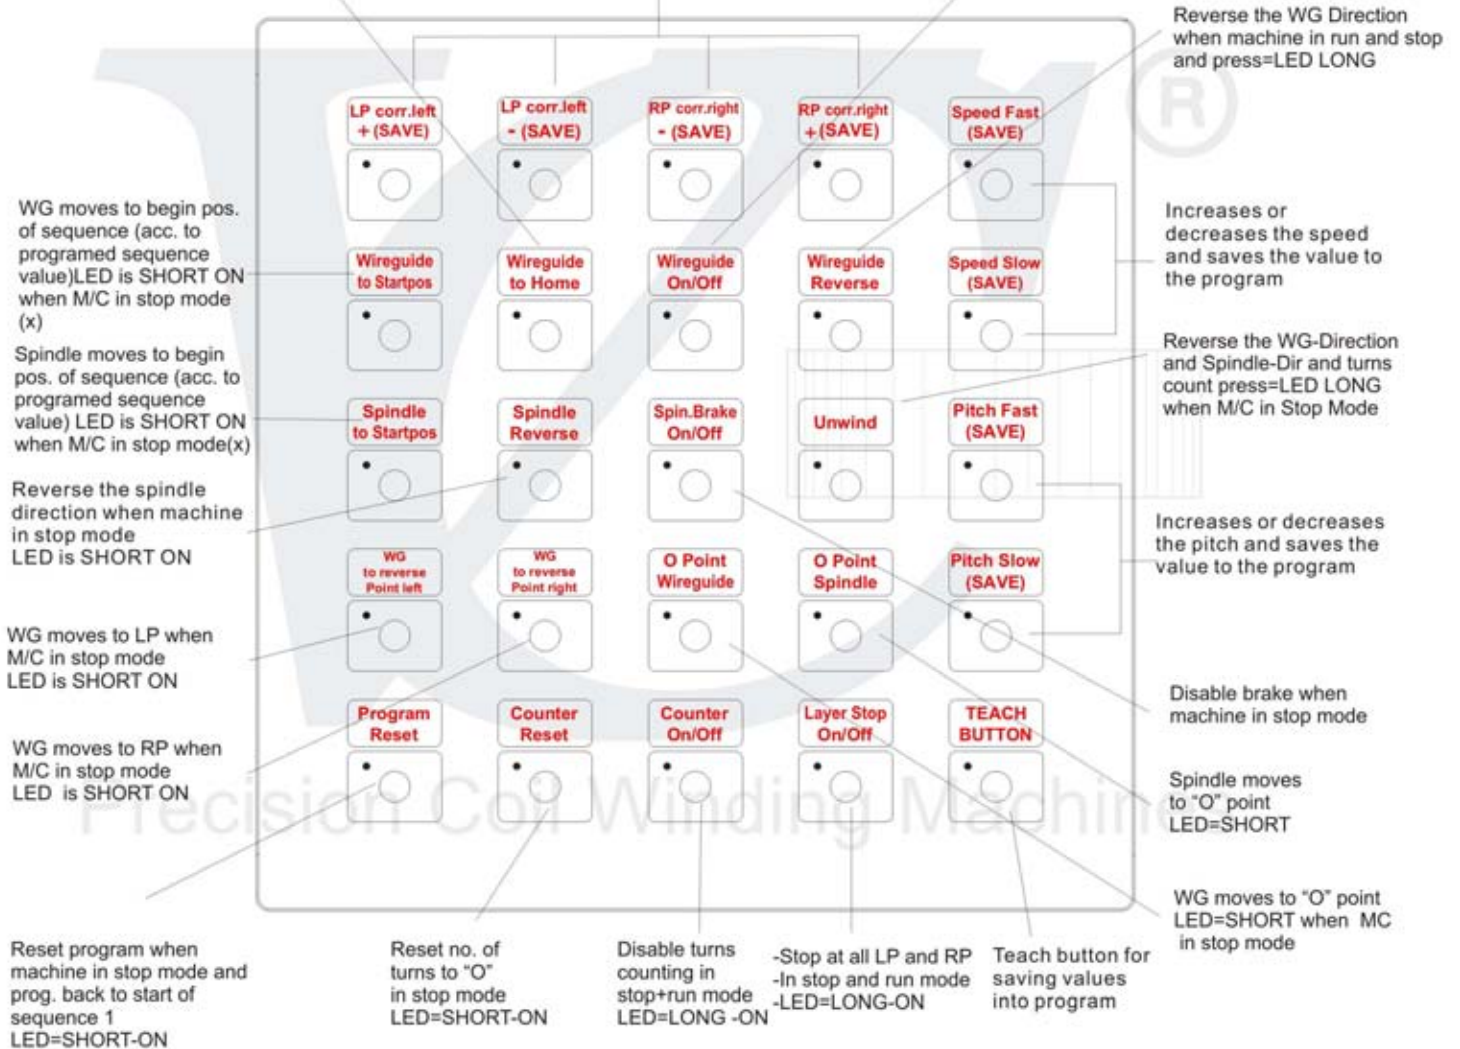 Reverse the WG Direction
when machine in run and stop
and press=LED LONG
®
LP corr.left
+ (SAVE)
LP corr.left
- (SAVE)
RP corr.right
- (SAVE)
RP corr.right
+(SAVE)
Speed Fast
(SAVE)
WG moves to begin pos.
of sequence (acc. to
programed sequence
value)LED is SHORT ON
when M/C in stop mode
(x)
Increases or
decreases the speed
and saves the value to
the program
Wireguide
to Startpos
Wireguide
to Home
Wireguide
On/Off
Wireguide
Reverse
Speed Slow
(SAVE)
Spindle moves to begin
pos. of sequence (acc. to
programed sequence
value) LED is SHORT ON
when M/C in stop mode(x)
Reverse the WG-Direction
and Spindle-Dir and turns
count press=LED LONG
when M/C in Stop Mode
Spindle
to Startpos
Spindle
Reverse
Spin.Brake
On/Off
Unwind
Pitch Fast
(SAVE)
Reverse the spindle
direction when machine
in stop mode
LED is SHORT ON
Increases or decreases
the pitch and saves the
value to the program
WG
to reverse
Point left
WG
to reverse
Point right
O Point
Wireguide
O Point
Spindle
Pitch Slow
(SAVE)
WG moves to LP when
M/C in stop mode
LED is SHORT ON
Disable brake when
machine in stop mode
Program
Reset
Counter
Reset
Counter
On/Off
Layer Stop
On/Off
TEACH
BUTTON
WG moves to RP when
M/C in stop mode
LED is SHORT ON
Spindle moves
to “O” point
LED=SHORT
Precision Coil Winding Machines
WG moves to “O” point
LED=SHORT when MC
in stop mode
Reset program when
machine in stop mode and
prog. back to start of
sequence 1
LED=SHORT-ON
Reset no. of
turns to “O”
in stop mode
LED=SHORT-ON
Disable turns
counting in
stop+run mode
LED=LONG -ON
-Stop at all LP and RP
-In stop and run mode
-LED=LONG-ON
Teach button for
saving values
into program